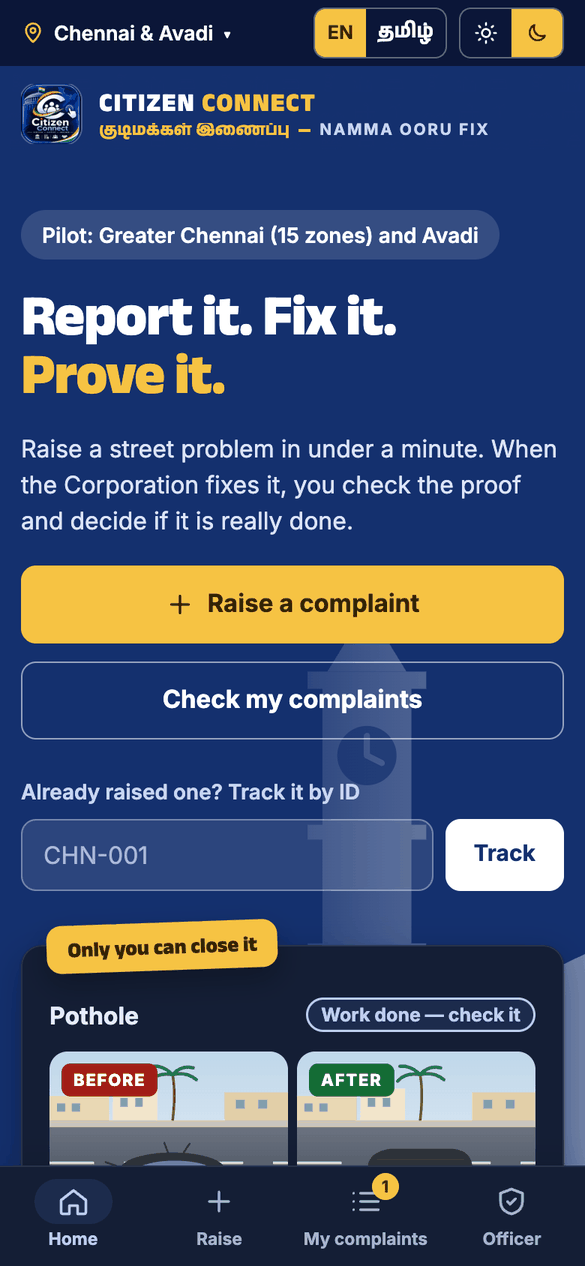 Chennai & Avadi
EN
தமிழ்
Citizen
Connect
CITIZEN CONNECT
குடிமக்கள் இணைப்பு – NAMMA OORU FIX
Pilot: Greater Chennai (15 zones) and Avadi
Report it. Fix it.
Prove it.
Raise a street problem in under a minute. When
the Corporation fixes it, you check the proof
and decide if it is really done.
+ Raise a complaint
Check my complaints
Already raised one? Track it by ID
CHN-001
Track
Only you can close it
Pothole
Work done — check it
BEFORE
AFTER
1
Home
Raise
My complaints
Officer